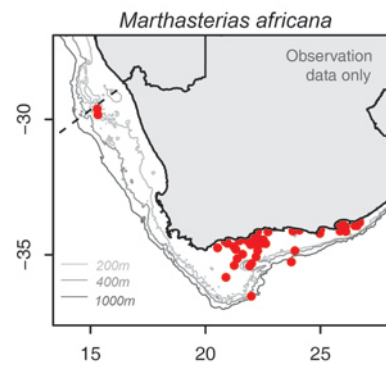 Marthasterias africana
Observation
data only
−30
−35
200m
400m
1000m
15
20
25